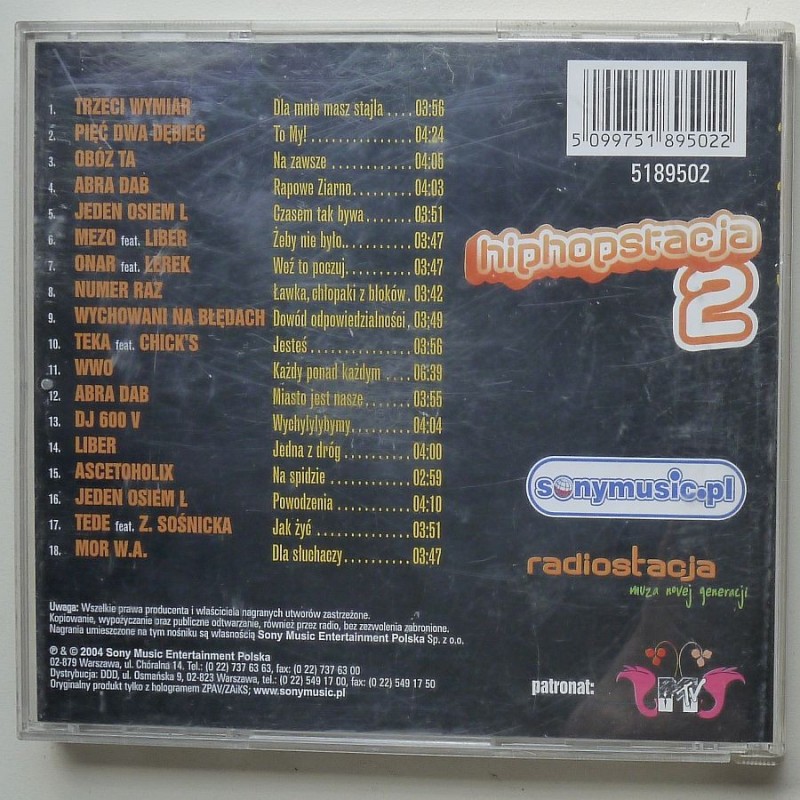 1. TRZECI WYMIAR Dla mnie masz stajla .... 03:56
2. PIĘĆ DWA DĘBIEC To My! .................. 04:24
3. OBÓZ TA Na zawsze ............. 04:05
4. ABRA DAB Rapowe Ziarno .......... 04:03
5. JEDEN OSIEM L Czasem tak bywa ........ 03:51
6. MEZO feat. LIBER Żeby nie było .......... 03:47
7. ONAR feat. LEREK Weź to poczuj .......... 03:47
8. NUMER RAZ Ławka, chłopaki z bloków . 03:42
9. WYCHOWANI NA BŁĘDACH Dowód odpowiedzialności . 03:49
10. TEKA feat. CHICK'S Jesteś ................. 03:56
11. WWO Każdy ponad każdym .... 06:39
12. ABRA DAB Miasto jest nasze ....... 03:55
13. DJ 600 V Wychylylybymy .......... 04:04
14. LIBER Jedna z dróg ........... 04:00
15. ASCETOHOLIX Na spidzie ............. 02:59
16. JEDEN OSIEM L Powodzenia ............ 04:10
17. TEDE feat. Z. SOŚNICKA Jak żyć ................ 03:51
18. MOR W.A. Dla słuchaczy .......... 03:47
5 099751 895022
5189502
hiphopstacja
2
sonymusic.pl
radiostacja
muza novej generacji
patronat:
MTV
Uwaga: Wszelkie prawa producenta i właściciela nagranych utworów zastrzeżone.
Kopiowanie, wypożyczanie oraz publiczne odtwarzanie, również przez radio, bez zezwolenia zabronione.
Nagrania umieszczone na tym nośniku są własnością Sony Music Entertainment Polska Sp. z o.o.
℗ & © 2004 Sony Music Entertainment Polska
02-879 Warszawa, ul. Chóralna 14. Tel.: (0 22) 737 63 63, fax: (0 22) 737 63 00
Dystrybucja: DDD, ul. Osmańska 9, 02-823 Warszawa, tel.: (0 22) 549 17 00, fax: (0 22) 549 17 50
Oryginalny produkt tylko z hologramem ZPAV/ZAiKS; www.sonymusic.pl